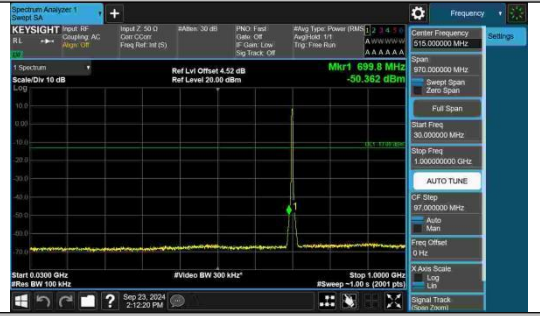 Spectrum Analyzer 1
Swept SA
Frequency
KEYSIGHT
RL
Input: RF
Coupling: AC
Align: Off
Input Z: 50 Ω
Corr CCorr
Freq Ref: Int (S)
#Atten: 30 dB
PNO: Fast
Gate: Off
IF Gain: Low
Sig Track: Off
#Avg Type: Power (RMS)
Avg|Hold: 1/1
Trig: Free Run
1 2 3 4 5 6
A W W W W W
A A A A A A
1 Spectrum
Scale/Div 10 dB
Log
Ref Lvl Offset 4.52 dB
Ref Level 20.00 dBm
Mkr1 699.8 MHz
-50.362 dBm
10.0
0.00
-10.0
-20.0
-30.0
-40.0
-50.0
-60.0
-70.0
1
Start 0.0300 GHz
#Res BW 100 kHz
#Video BW 300 kHz*
Stop 1.0000 GHz
#Sweep ~1.00 s (2001 pts)
Sep 23, 2024
2:12:20 PM
Center Frequency
515.000000 MHz
Settings
Span
970.000000 MHz
Swept Span
Zero Span
Full Span
Start Freq
30.000000 MHz
Stop Freq
1.000000000 GHz
AUTO TUNE
CF Step
97.000000 MHz
Auto
Man
Freq Offset
0 Hz
X Axis Scale
Log
Lin
Signal Track
(Span Zoom)